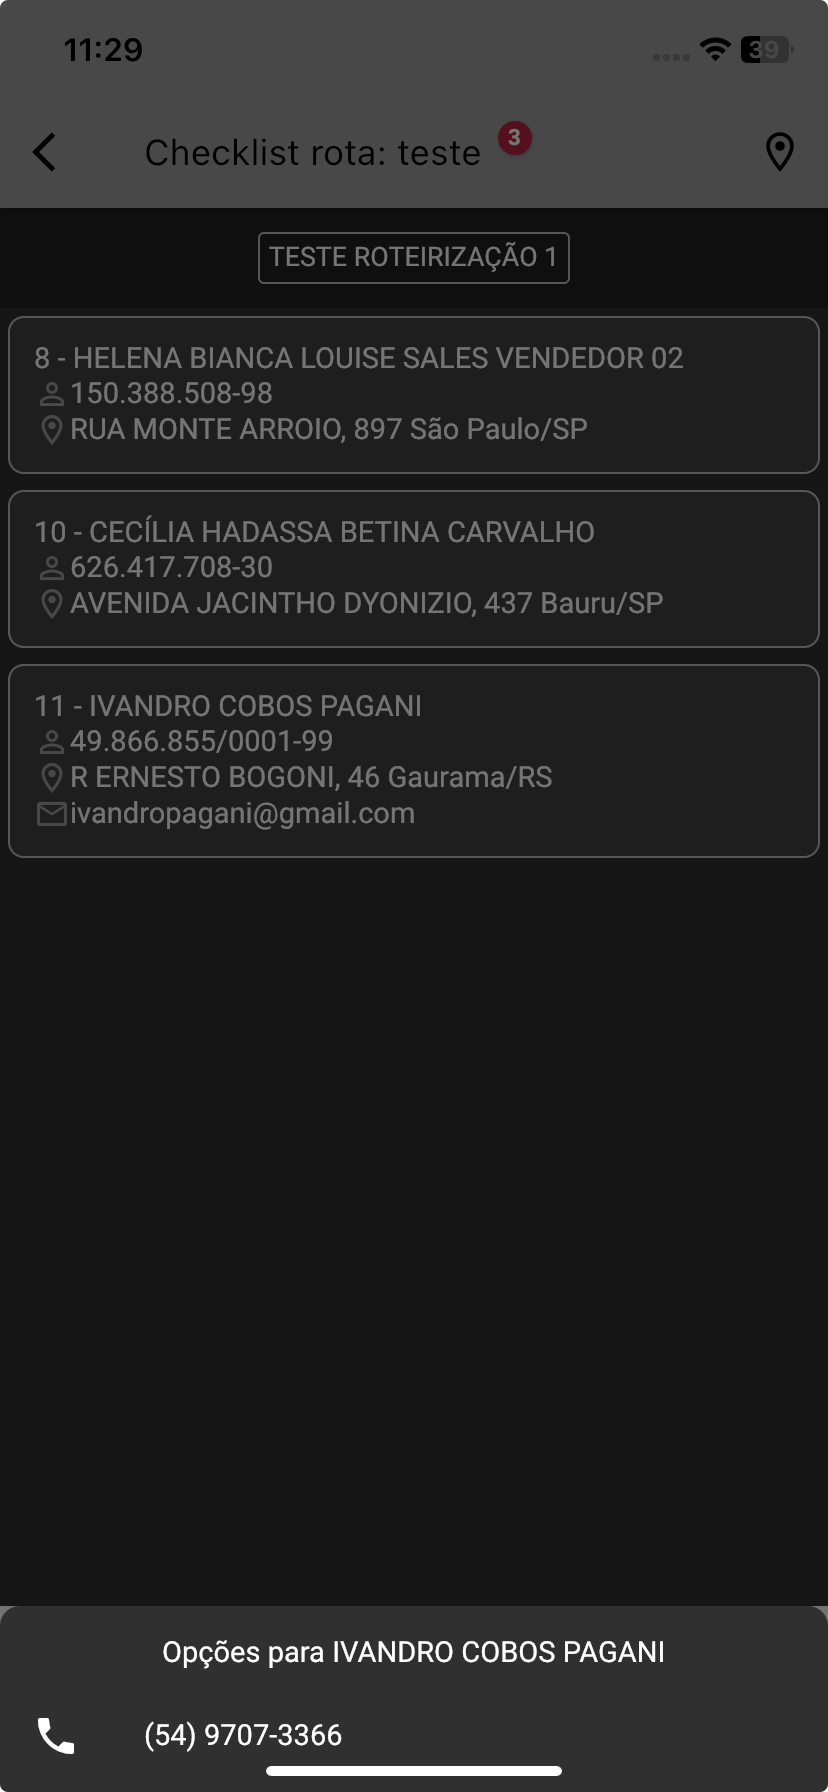 11:29
39
Checklist rota: teste
3
TESTE ROTEIRIZAÇÃO 1
8 - HELENA BIANCA LOUISE SALES VENDEDOR 02
150.388.508-98
RUA MONTE ARROIO, 897 São Paulo/SP
10 - CECÍLIA HADASSA BETINA CARVALHO
626.417.708-30
AVENIDA JACINTHO DYONIZIO, 437 Bauru/SP
11 - IVANDRO COBOS PAGANI
49.866.855/0001-99
R ERNESTO BOGONI, 46 Gaurama/RS
ivandropagani@gmail.com
Opções para IVANDRO COBOS PAGANI
(54) 9707-3366